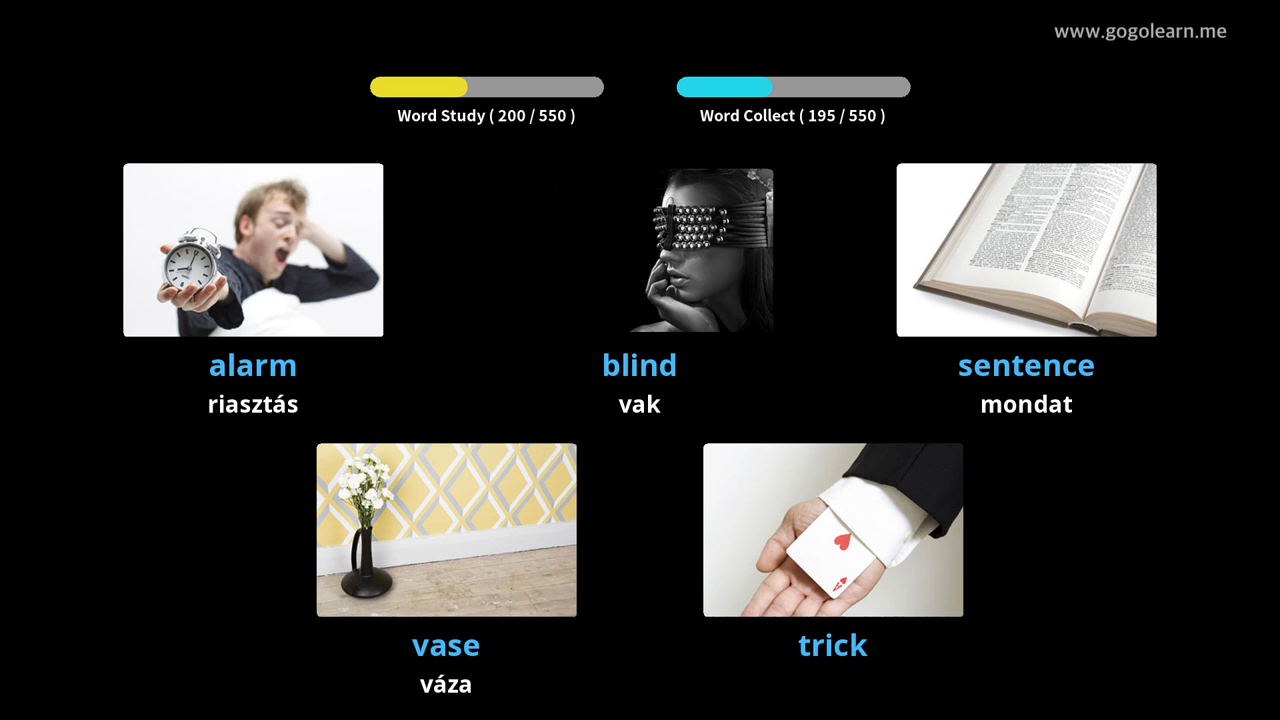 www.gogolearn.me
Word Study ( 200 / 550 )
Word Collect ( 195 / 550 )
alarm
riasztás
blind
vak
sentence
mondat
vase
váza
trick